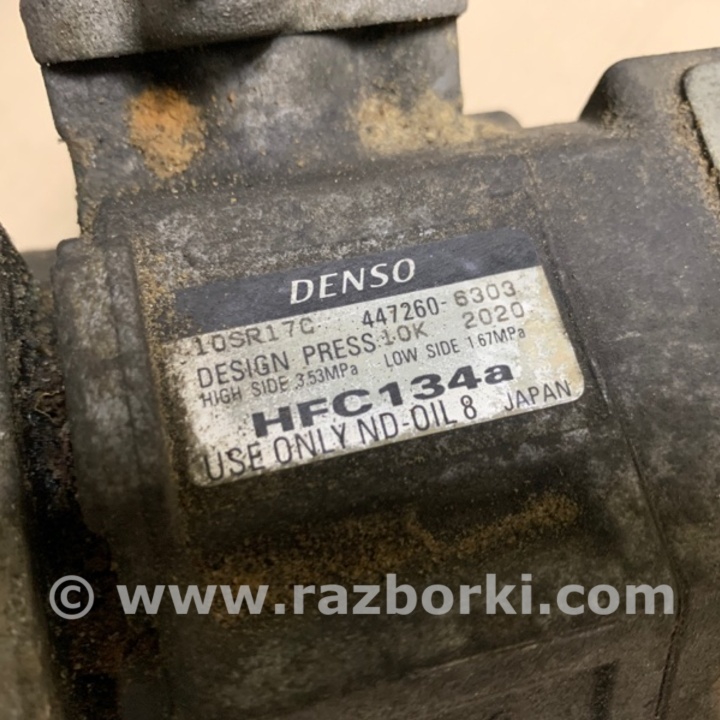 DENSO
10SR17C 447260-6303
DESIGN PRESS:10K 2020
HIGH SIDE 3.53MPa LOW SIDE 1.67MPa
HFC134a
USE ONLY ND-OIL 8 JAPAN
© www.razborki.com